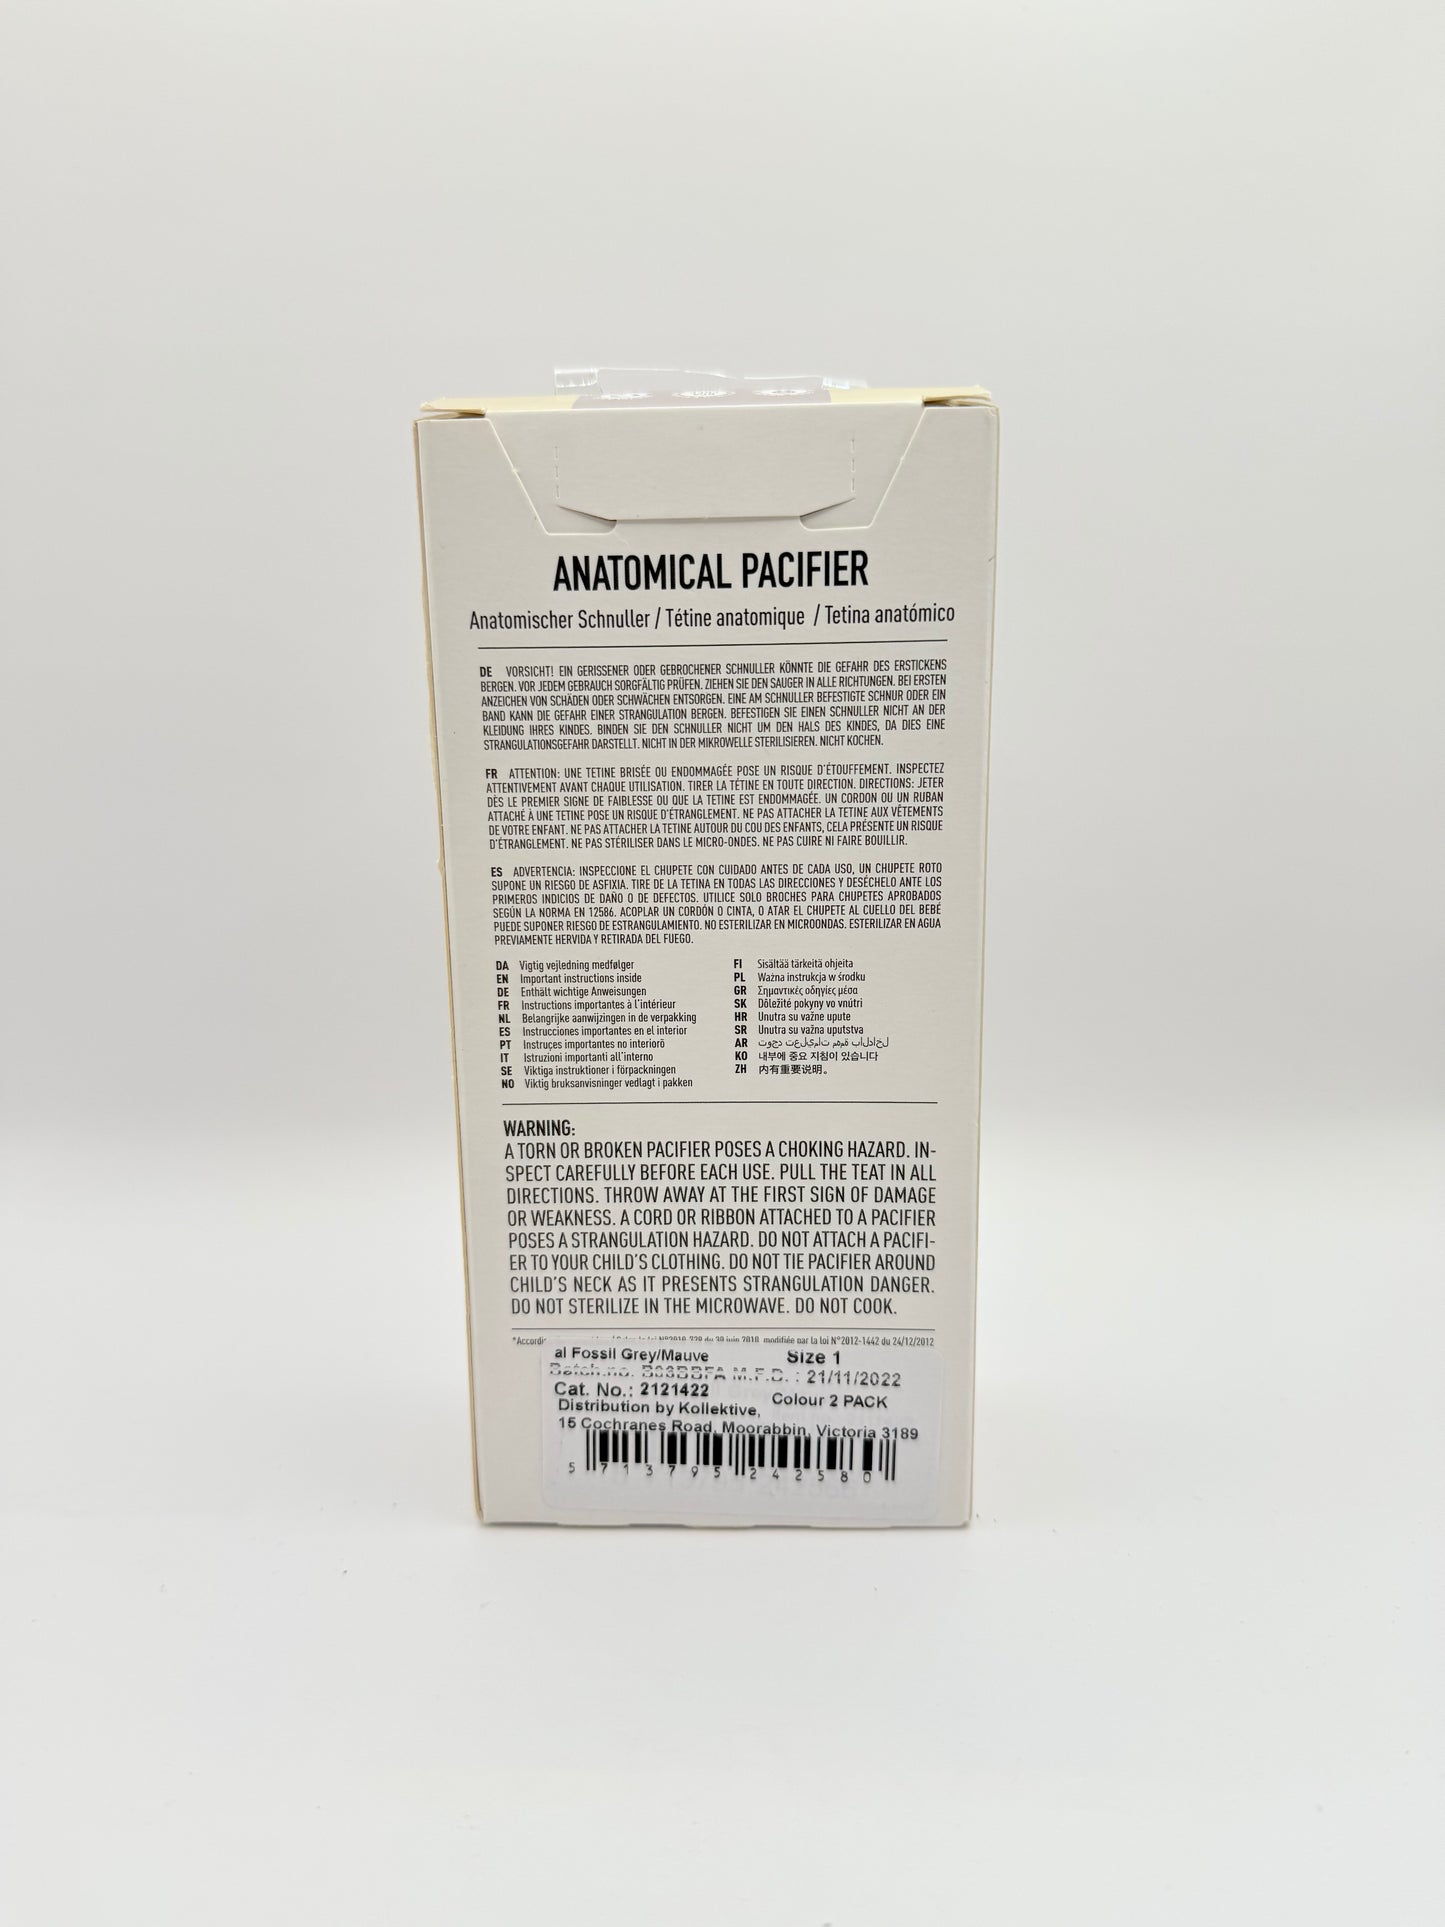 ANATOMICAL PACIFIER
Anatomischer Schnuller / Tétine anatomique / Tetina anatómico
DE VORSICHT! EIN GERISSENER ODER GEBROCHENER SCHNULLER KÖNNTE DIE GEFAHR DES ERSTICKENS
BERGEN. VOR JEDEM GEBRAUCH SORGFÄLTIG PRÜFEN. ZIEHEN SIE DEN SAUGER IN ALLE RICHTUNGEN. BEI ERSTEN
ANZEICHEN VON SCHÄDEN ODER SCHWÄCHEN ENTSORGEN. EINE AM SCHNULLER BEFESTIGTE SCHNUR ODER EIN
BAND KANN DIE GEFAHR EINER STRANGULATION BERGEN. BEFESTIGEN SIE EINEN SCHNULLER NICHT AN DER
KLEIDUNG IHRES KINDES. BINDEN SIE DEN SCHNULLER NICHT UM DEN HALS DES KINDES, DA DIES EINE
STRANGULATIONSGEFAHR DARSTELLT. NICHT IN DER MIKROWELLE STERILISIEREN. NICHT KOCHEN.
FR ATTENTION: UNE TETINE BRISÉE OU ENDOMMAGÉE POSE UN RISQUE D'ÉTOUFFEMENT. INSPECTEZ
ATTENTIVEMENT AVANT CHAQUE UTILISATION. TIRER LA TÉTINE EN TOUTE DIRECTION. DIRECTIONS: JETER
DÈS LE PREMIER SIGNE DE FAIBLESSE OU QUE LA TETINE EST ENDOMMAGÉE. UN CORDON OU UN RUBAN
ATTACHÉ À UNE TETINE POSE UN RISQUE D'ÉTRANGLEMENT. NE PAS ATTACHER LA TETINE AUX VÊTEMENTS
DE VOTRE ENFANT. NE PAS ATTACHER LA TETINE AUTOUR DU COU DES ENFANTS, CELA PRÉSENTE UN RISQUE
D'ÉTRANGLEMENT. NE PAS STÉRILISER DANS LE MICRO-ONDES. NE PAS CUIRE NI FAIRE BOUILLIR.
ES ADVERTENCIA: INSPECCIONE EL CHUPETE CON CUIDADO ANTES DE CADA USO, UN CHUPETE ROTO
SUPONE UN RIESGO DE ASFIXIA. TIRE DE LA TETINA EN TODAS LAS DIRECCIONES Y DESÉCHELO ANTE LOS
PRIMEROS INDICIOS DE DAÑO O DE DEFECTOS. UTILICE SOLO BROCHES PARA CHUPETES APROBADOS
SEGÚN LA NORMA EN 12586. ACOPLAR UN CORDÓN O CINTA, O ATAR EL CHUPETE AL CUELLO DEL BEBÉ
PUEDE SUPONER RIESGO DE ESTRANGULAMIENTO. NO ESTERILIZAR EN MICROONDAS. ESTERILIZAR EN AGUA
PREVIAMENTE HERVIDA Y RETIRADA DEL FUEGO.
DA Vigtig vejledning medfølger
EN Important instructions inside
DE Enthält wichtige Anweisungen
FR Instructions importantes à l'intérieur
NL Belangrijke aanwijzingen in de verpakking
ES Instrucciones importantes en el interior
PT Instruçes importantes no interiorö
IT Istruzioni importanti all'interno
SE Viktiga instruktioner i förpackningen
NO Viktig bruksanvisninger vedlagt i pakken
FI Sisältää tärkeitä ohjeita
PL Ważna instrukcja w środku
GR Σημαντικές οδηγίες μέσα
SK Dôležité pokyny vo vnútri
HR Unutra su važne upute
SR Unutra su važna uputstva
AR
KO 내부에 중요 지침이 있습니다
ZH 内有重要说明。
WARNING:
A TORN OR BROKEN PACIFIER POSES A CHOKING HAZARD. IN-
SPECT CAREFULLY BEFORE EACH USE. PULL THE TEAT IN ALL
DIRECTIONS. THROW AWAY AT THE FIRST SIGN OF DAMAGE
OR WEAKNESS. A CORD OR RIBBON ATTACHED TO A PACIFIER
POSES A STRANGULATION HAZARD. DO NOT ATTACH A PACIFI-
ER TO YOUR CHILD'S CLOTHING. DO NOT TIE PACIFIER AROUND
CHILD'S NECK AS IT PRESENTS STRANGULATION DANGER.
DO NOT STERILIZE IN THE MICROWAVE. DO NOT COOK.
modifiée par la loi N°2012-1442 du 24/12/2012
al Fossil Grey/Mauve Size 1
M.F.D. : 21/11/2022
Cat. No.: 2121422 Colour 2 PACK
Distribution by Kollektive,
15 Cochranes Road, Moorabbin, Victoria 3189
5 713795 242580